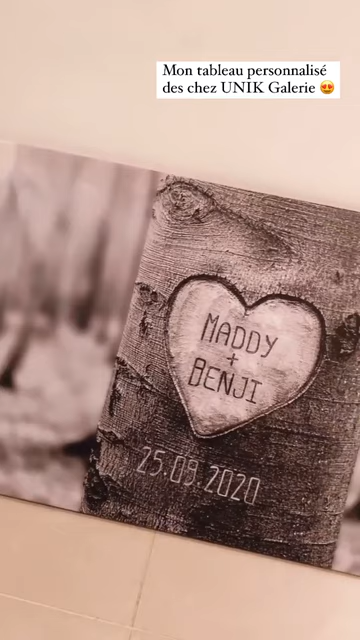 Mon tableau personnalisé
des chez UNIK Galerie 😍
MADDY
+
BENJI
25.09.2020